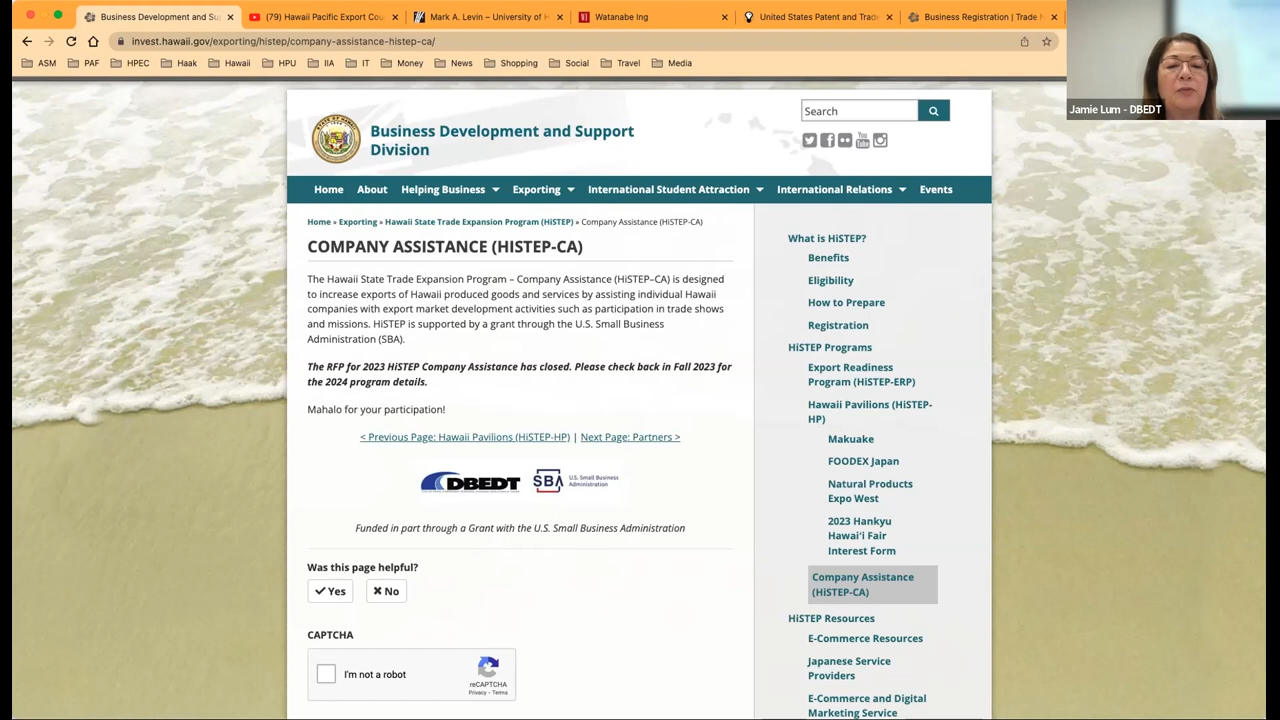 Business Development and Su
(79) Hawaii Pacific Export Cou
Mark A. Levin – University of H
Watanabe Ing
United States Patent and Trade
Business Registration | Trade N
invest.hawaii.gov/exporting/histep/company-assistance-histep-ca/
ASM
PAF
HPEC
Haak
Hawaii
HPU
IIA
IT
Money
News
Shopping
Social
Travel
Media
Jamie Lum - DBEDT
Business Development and Support
Division
Search
Home
About
Helping Business
Exporting
International Student Attraction
International Relations
Events
Home » Exporting » Hawaii State Trade Expansion Program (HiSTEP) » Company Assistance (HiSTEP-CA)
COMPANY ASSISTANCE (HISTEP-CA)
The Hawaii State Trade Expansion Program – Company Assistance (HiSTEP–CA) is designed
to increase exports of Hawaii produced goods and services by assisting individual Hawaii
companies with export market development activities such as participation in trade shows
and missions. HiSTEP is supported by a grant through the U.S. Small Business
Administration (SBA).
The RFP for 2023 HiSTEP Company Assistance has closed. Please check back in Fall 2023 for
the 2024 program details.
Mahalo for your participation!
< Previous Page: Hawaii Pavilions (HiSTEP-HP) | Next Page: Partners >
DBEDT
SBA
U.S. Small Business
Administration
Funded in part through a Grant with the U.S. Small Business Administration
Was this page helpful?
Yes
No
CAPTCHA
I'm not a robot
reCAPTCHA
Privacy - Terms
What is HiSTEP?
Benefits
Eligibility
How to Prepare
Registration
HiSTEP Programs
Export Readiness
Program (HiSTEP-ERP)
Hawaii Pavilions (HiSTEP-
HP)
Makuake
FOODEX Japan
Natural Products
Expo West
2023 Hankyu
Hawai'i Fair
Interest Form
Company Assistance
(HiSTEP-CA)
HiSTEP Resources
E-Commerce Resources
Japanese Service
Providers
E-Commerce and Digital
Marketing Service